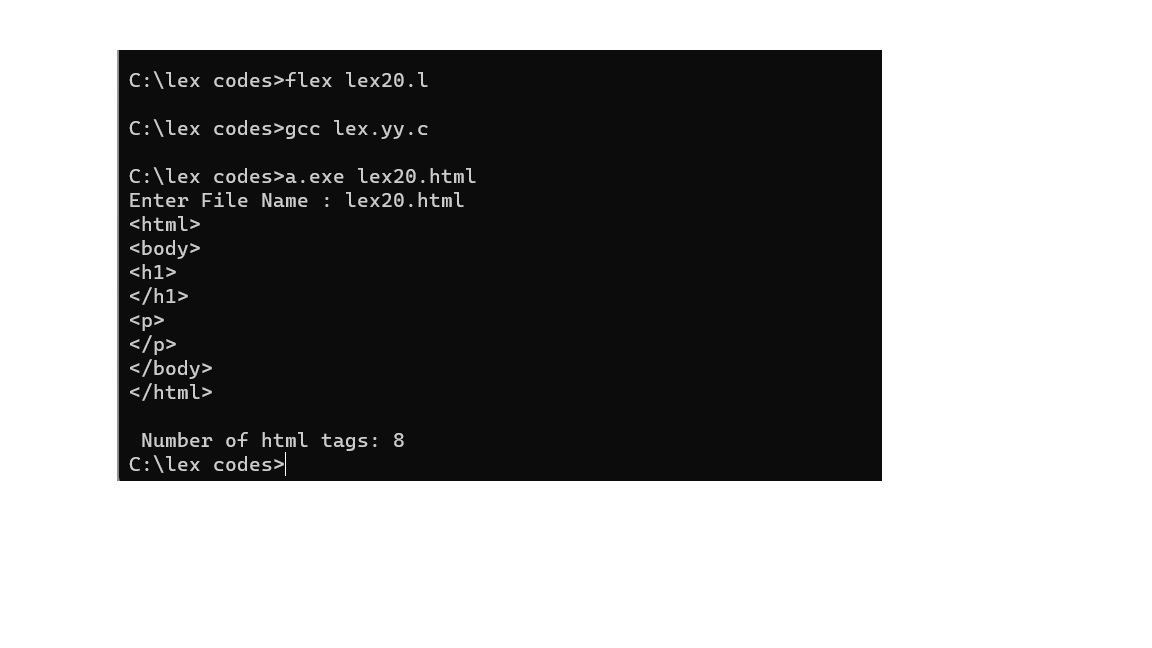 C:\lex codes>flex lex20.l
C:\lex codes>gcc lex.yy.c
C:\lex codes>a.exe lex20.html
Enter File Name : lex20.html
<html>
<body>
<h1>
</h1>
<p>
</p>
</body>
</html>
Number of html tags: 8
C:\lex codes>